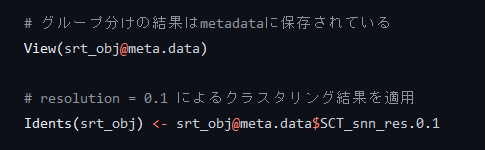 # グループ分けの結果はmetadataに保存されている
View(srt_obj@meta.data)
# resolution = 0.1 によるクラスタリング結果を適用
Idents(srt_obj) <- srt_obj@meta.data$SCT_snn_res.0.1